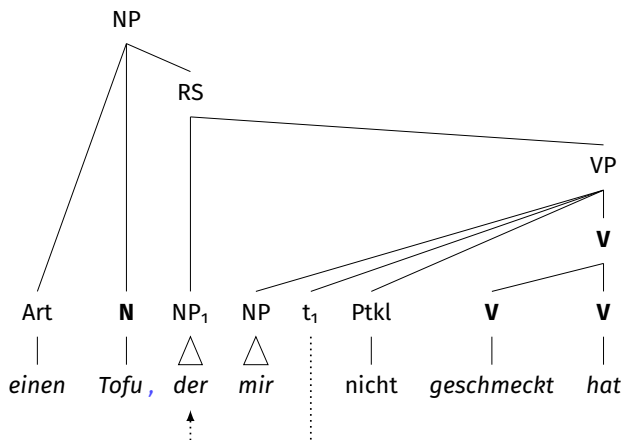 NP
RS
VP
V
Art N NP₁ NP t₁ Ptkl V V
einen Tofu , der mir nicht geschmeckt hat